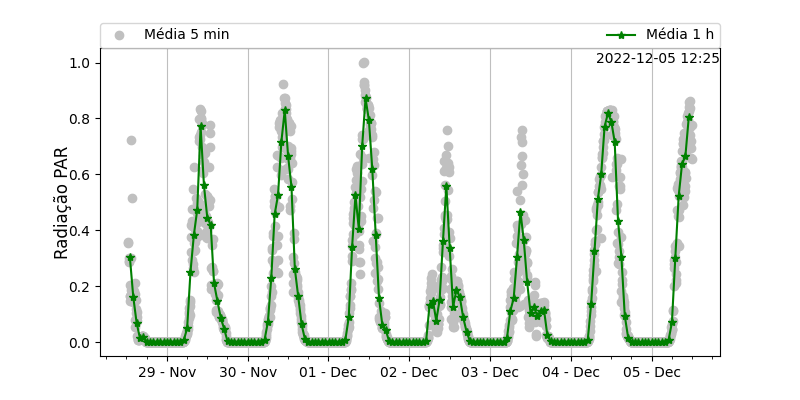 Média 5 min
Média 1 h
2022-12-05 12:25
Radiação PAR
1.0
0.8
0.6
0.4
0.2
0.0
29 - Nov
30 - Nov
01 - Dec
02 - Dec
03 - Dec
04 - Dec
05 - Dec